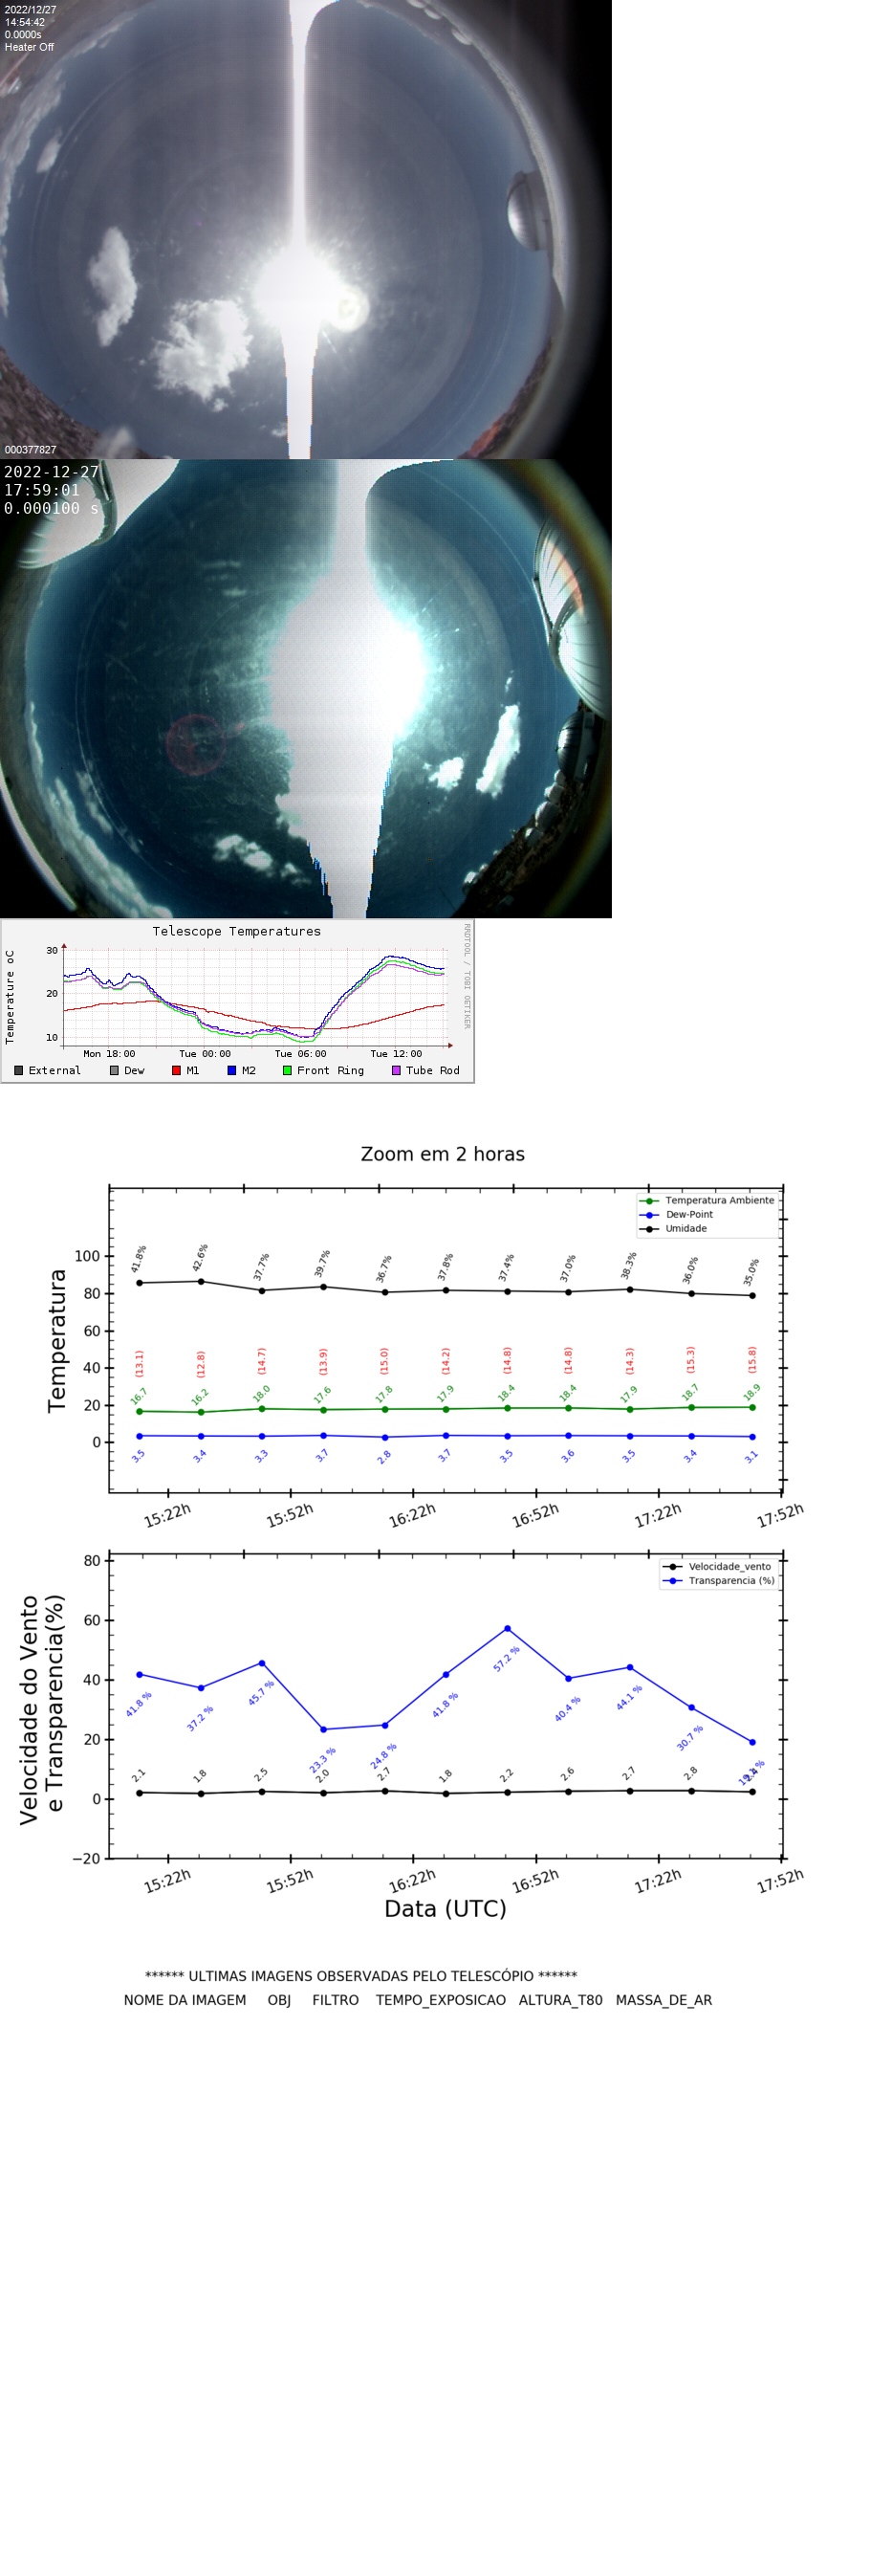 2022/12/27
14:54:42
0.0000s
Heater Off
000377827
2022-12-27
17:59:01
0.000100 s
Telescope Temperatures
RRDTOOL / TOBI OETIKER
Temperature oC
30
20
10
Mon 18:00 Tue 00:00 Tue 06:00 Tue 12:00
External Dew M1 M2 Front Ring Tube Rod
Zoom em 2 horas
Temperatura Ambiente
Dew-Point
Umidade
Temperatura
100
80
60
40
20
0
41.8% 42.6% 37.7% 39.7% 36.7% 37.8% 37.4% 37.0% 38.3% 36.0% 35.0%
(13.1) (12.8) (14.7) (13.9) (15.0) (14.2) (14.8) (14.8) (14.3) (15.3) (15.8)
16.7 16.2 18.0 17.6 17.8 17.9 18.4 18.4 17.9 18.7 18.9
3.5 3.4 3.3 3.7 2.8 3.7 3.5 3.6 3.5 3.4 3.1
15:22h 15:52h 16:22h 16:52h 17:22h 17:52h
Velocidade_vento
Transparencia (%)
Velocidade do Vento
e Transparencia(%)
80
60
40
20
0
−20
41.8 % 37.2 % 45.7 % 23.3 % 24.8 % 41.8 % 57.2 % 40.4 % 44.1 % 30.7 %
2.1 1.8 2.5 2.0 2.7 1.8 2.2 2.6 2.7 2.8
15:22h 15:52h 16:22h 16:52h 17:22h 17:52h
Data (UTC)
****** ULTIMAS IMAGENS OBSERVADAS PELO TELESCÓPIO ******
NOME DA IMAGEM OBJ FILTRO TEMPO_EXPOSICAO ALTURA_T80 MASSA_DE_AR